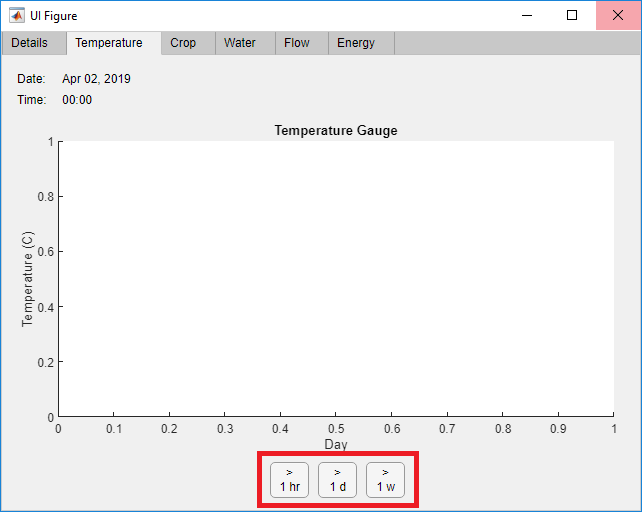 UI Figure
Details Temperature Crop Water Flow Energy
Date: Apr 02, 2019
Time: 00:00
Temperature Gauge
Temperature (C)
1
0.8
0.6
0.4
0.2
0
0 0.1 0.2 0.3 0.4 0.5 0.6 0.7 0.8 0.9 1
Day
> > >
1 hr 1 d 1 w